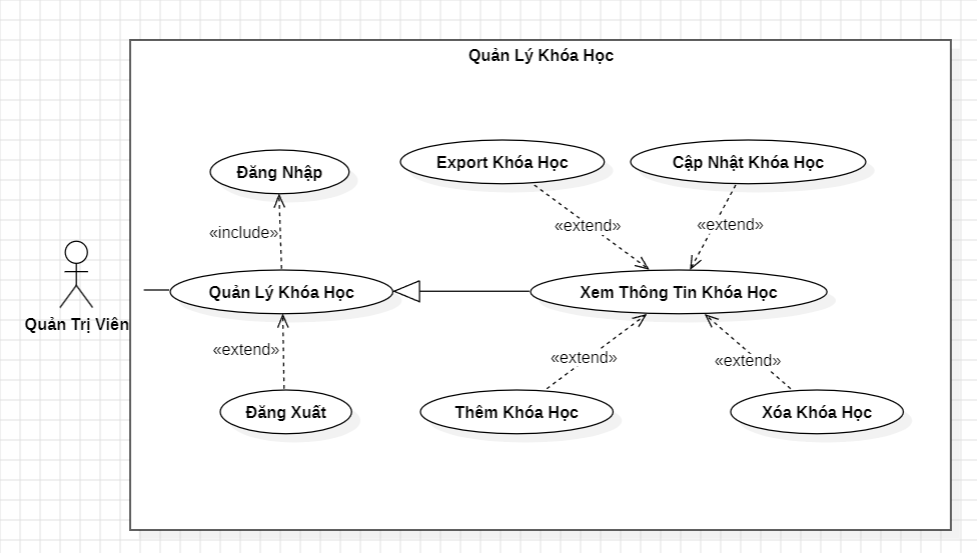 Quản Lý Khóa Học
Export Khóa Học
Cập Nhật Khóa Học
Đăng Nhập
«extend»
«extend»
«include»
Quản Lý Khóa Học
Xem Thông Tin Khóa Học
Quản Trị Viên
«extend»
«extend»
«extend»
Đăng Xuất
Thêm Khóa Học
Xóa Khóa Học